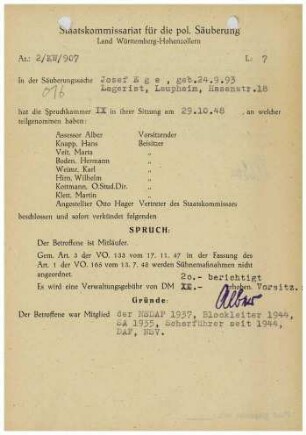 Staatskommissariat für die pol. Säuberung
Land Württemberg-Hohenzollern
Az.: 2/KW/907 L: 7
In der Säuberungssache Josef Ege, geb.24.9.93
Lagerist, Laupheim, Hasenstr.18
016
hat die Spruchkammer IX in ihrer Sitzung am 29.10.48 , an welcher
teilgenommen haben:
Assessor Alber Vorsitzender
Knapp, Hans Beisitzer
Veit, Maria „
Boden, Hermann „
Weimar, Karl „
Hirn, Wilhelm „
Kottmann, O.Stud.Dir. „
Klett, Martin „
Angestellter Otto Hager Vertreter des Staatskommissars
beschlossen und sofort verkündet folgenden
SPRUCH:
Der Betroffene ist Mitläufer.
Gem. Art. 3 der VO. 133 vom 17. 11. 47 in der Fassung des
Art. 1 der VO. 165 vom 13. 7. 48 werden Sühnemaßnahmen nicht
angeordnet.
20.- berichtigt
Es wird eine Verwaltungsgebühr von DM erhoben. Vorsitz.:
Alber
Gründe:
Der Betroffene war Mitglied der NSDAP 1937, Blockleiter 1944,
SA 1935, Scharführer seit 1944,
DAF, NSV.